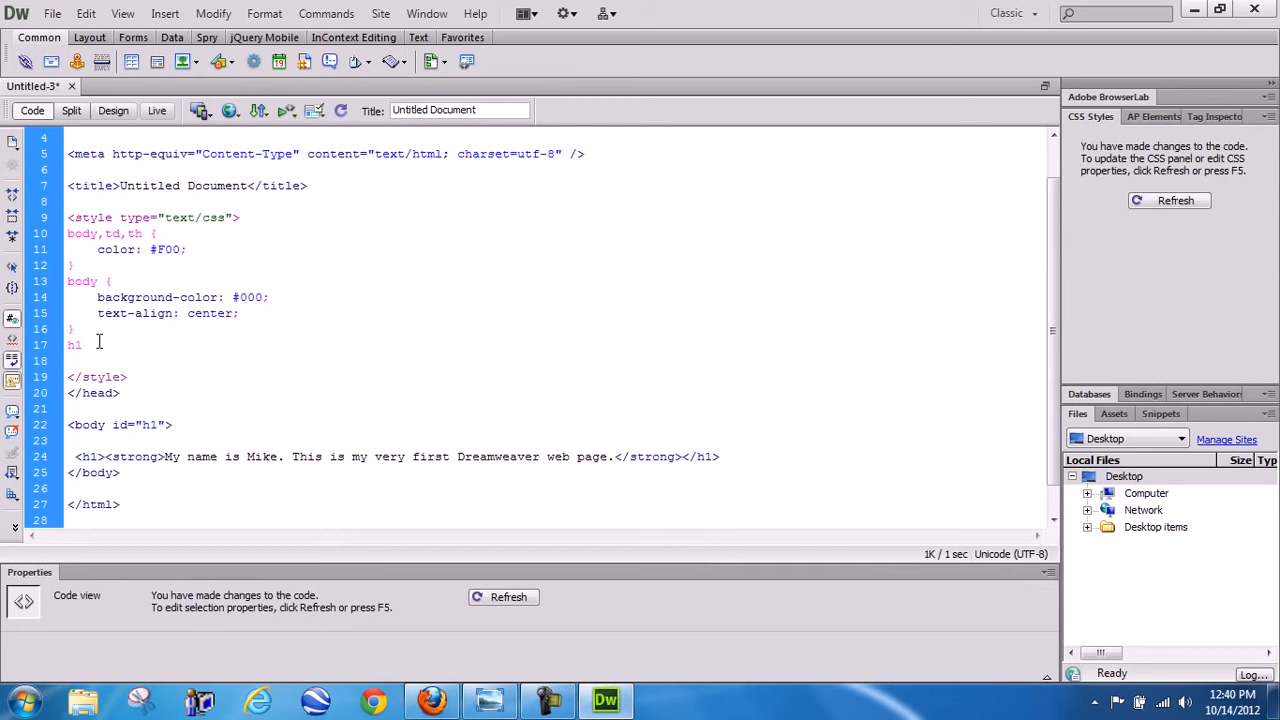 Dw File Edit View Insert Modify Format Commands Site Window Help Classic
Common Layout Forms Data Spry jQuery Mobile InContext Editing Text Favorites
Untitled-3* ×
Code Split Design Live Title: Untitled Document
4
5 <meta http-equiv="Content-Type" content="text/html; charset=utf-8" />
6
7 <title>Untitled Document</title>
8
9 <style type="text/css">
10 body,td,th {
11 color: #F00;
12 }
13 body {
14 background-color: #000;
15 text-align: center;
16 }
17 h1
18
19 </style>
20 </head>
21
22 <body id="h1">
23
24 <h1><strong>My name is Mike. This is my very first Dreamweaver web page.</strong></h1>
25 </body>
26
27 </html>
28
1K / 1 sec Unicode (UTF-8)
Properties
Code view
You have made changes to the code.
To edit selection properties, click Refresh or press F5.
Refresh
Adobe BrowserLab
CSS Styles AP Elements Tag Inspecto
You have made changes to the code.
To update the CSS panel or edit CSS
properties, click Refresh or press F5.
Refresh
Databases Bindings Server Behavior
Files Assets Snippets
Desktop Manage Sites
Local Files Size Typ
Desktop
Computer
Network
Desktop items
Ready Log...
Dw
12:40 PM
10/14/2012